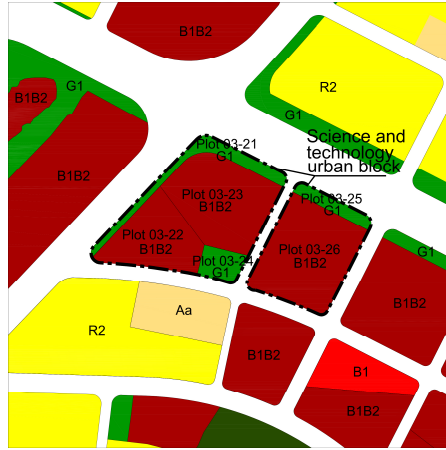 B1B2
R2
B1B2
G1
G1
Science and
technology
urban block
Plot 03-21
G1
B1B2
Plot 03-23
B1B2
Plot 03-25
G1
Plot 03-22
B1B2
Plot 03-26
B1B2
G1
Plot 03-24
G1
Aa
B1B2
R2
B1B2
B1
B1B2